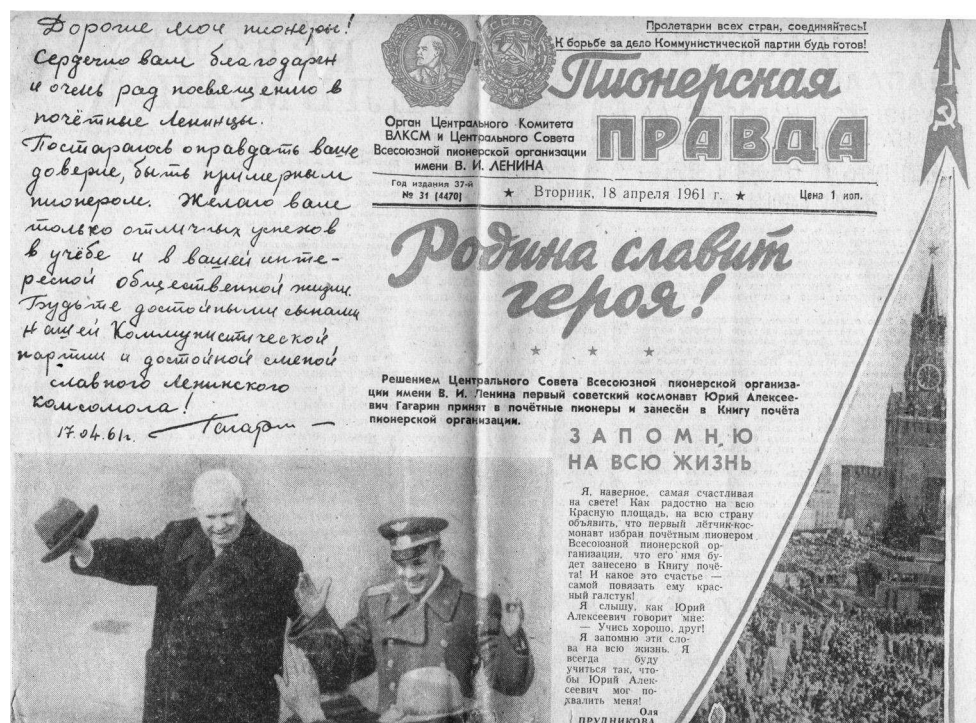 Дорогие мои пионеры!
Сердечно вам благодарен
и очень рад посвящению в
почётные Ленинцы.
Постараюсь оправдать ваше
доверие, быть примерным
пионером. Желаю вам
только отличных успехов
в учёбе и в вашей инте-
ресной общественной жизни.
Будьте достойными сынами
нашей Коммунистической
партии и достойной сменой
славного Ленинского
комсомола!
17.04.61г. Гагарин
ЛЕНИН
СССР
Пролетарии всех стран, соединяйтесь!
К борьбе за дело Коммунистической партии будь готов!
Пионерская
ПРАВДА
Орган Центрального Комитета
ВЛКСМ и Центрального Совета
Всесоюзной пионерской организации
имени В. И. ЛЕНИНА
Год издания 37-й
№ 31 (4470)
★ Вторник, 18 апреля 1961 г. ★
Цена 1 коп.
Родина славит
героя!
★ ★ ★
Решением Центрального Совета Всесоюзной пионерской организа-
ции имени В. И. Ленина первый советский космонавт Юрий Алексее-
вич Гагарин принят в почётные пионеры и занесён в Книгу почёта
пионерской организации.
ЗАПОМНЮ
НА ВСЮ ЖИЗНЬ
Я, наверное, самая счастливая
на свете! Как радостно на всю
Красную площадь, на всю страну
объявить, что первый лётчик-кос-
монавт избран почётным пионером
Всесоюзной пионерской ор-
ганизации, что его имя бу-
дет занесено в Книгу почё-
та! И какое это счастье —
самой повязать ему крас-
ный галстук!
Я слышу, как Юрий
Алексеевич говорит мне:
— Учись хорошо, друг!
Я запомню эти сло-
ва на всю жизнь. Я
всегда буду
учиться так, что-
бы Юрий Алек-
сеевич мог по-
хвалить меня!
Оля
ПРУДНИКОВА